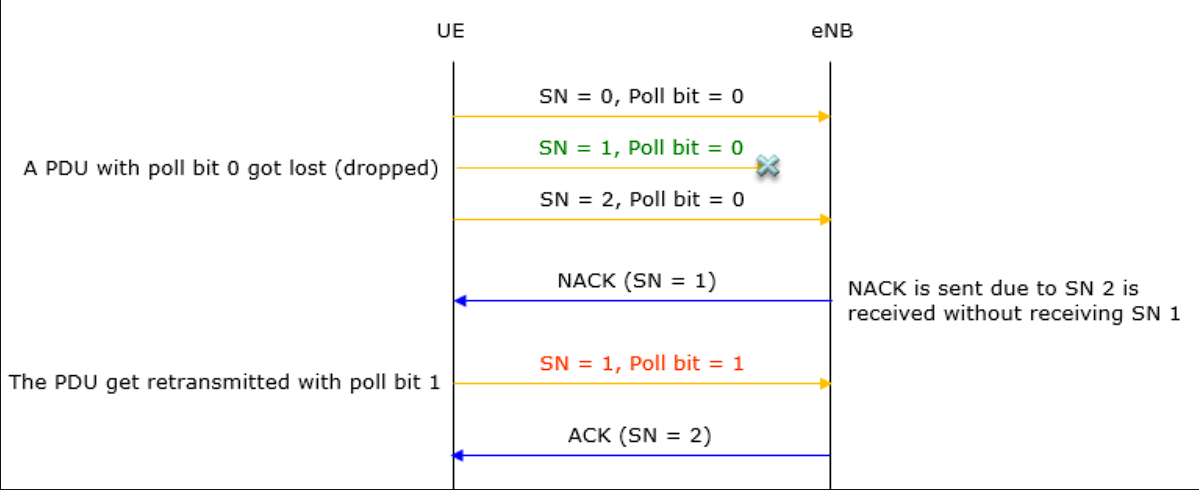 UE
eNB
SN = 0, Poll bit = 0
SN = 1, Poll bit = 0
A PDU with poll bit 0 got lost (dropped)
SN = 2, Poll bit = 0
NACK (SN = 1)
NACK is sent due to SN 2 is
received without receiving SN 1
SN = 1, Poll bit = 1
The PDU get retransmitted with poll bit 1
ACK (SN = 2)